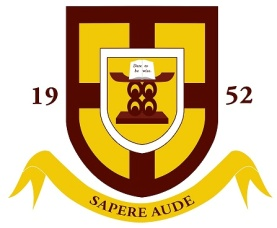 Dare to
be wise
19 52
SAPERE AUDE